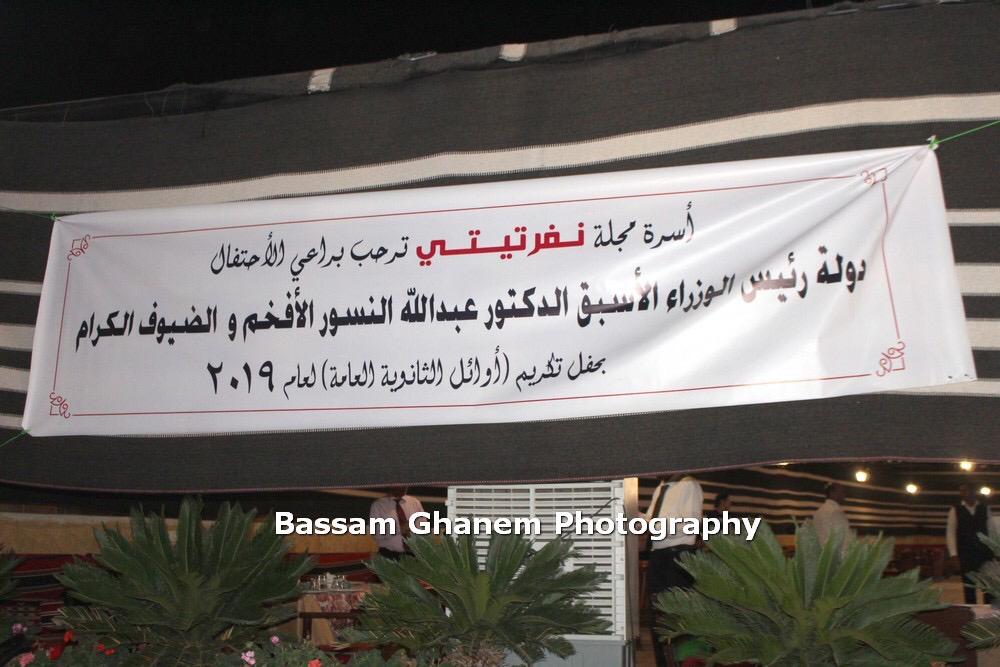 أسرة مجلة نفرتيتي ترحب براعي الأحتفال
دولة رئيس الوزراء الأسبق الدكتور عبدالله النسور الأفخم و الضيوف الكرام
بحفل تكريم (أوائل الثانوية العامة) لعام ٢٠١٩
Bassam Ghanem Photography